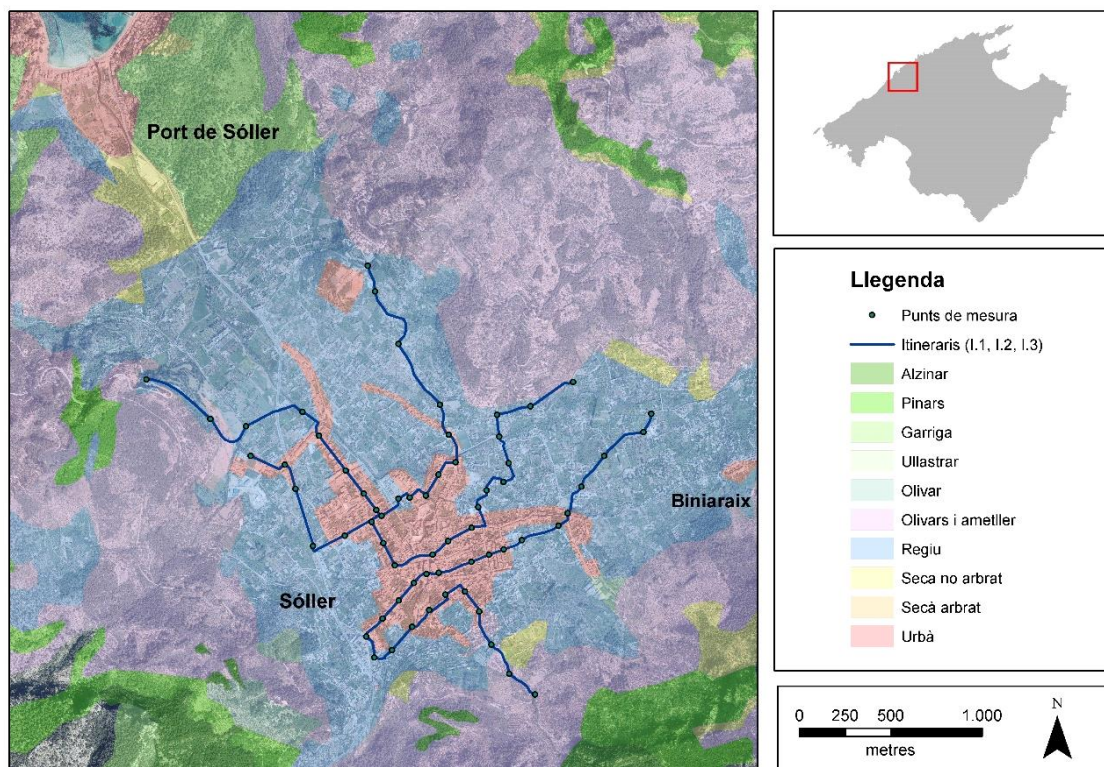 Port de Sóller
Biniaraix
Sóller
Llegenda
Punts de mesura
Itineraris (I.1, I.2, I.3)
Alzinar
Pinars
Garriga
Ullastrar
Olivar
Olivars i ametller
Regiu
Seca no arbrat
Secà arbrat
Urbà
0 250 500 1.000
metres
N